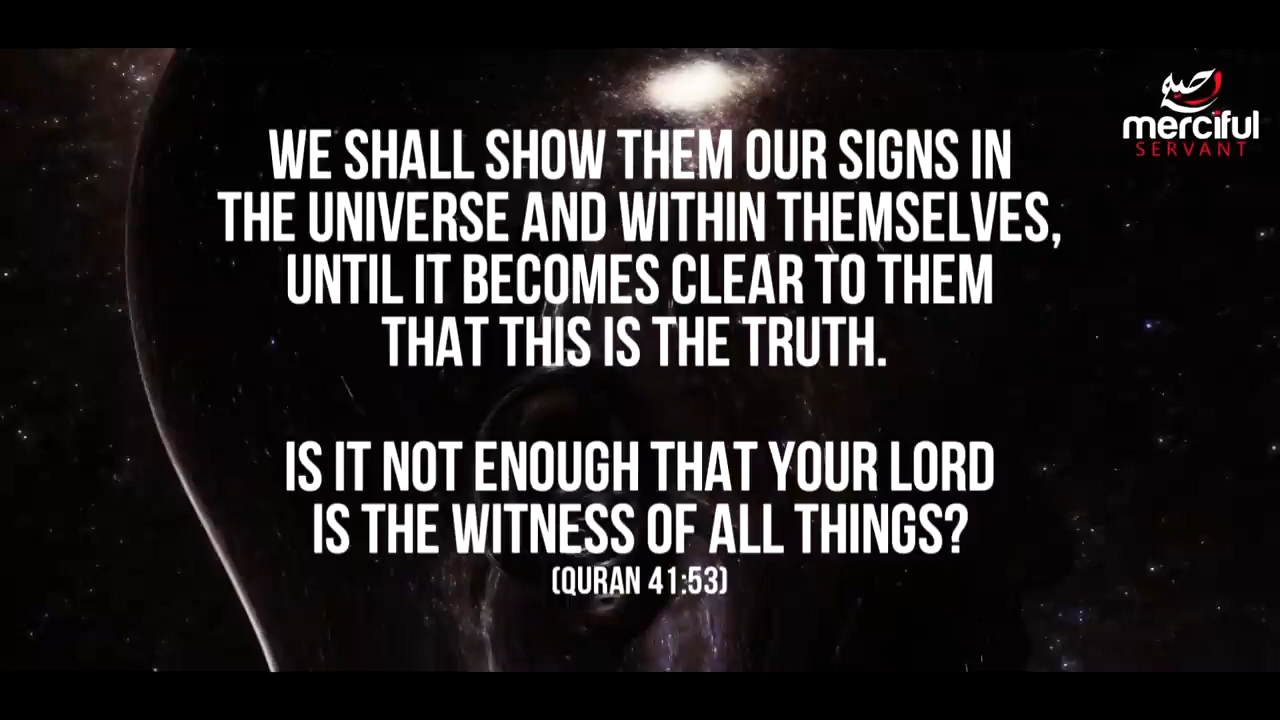 WE SHALL SHOW THEM OUR SIGNS IN
THE UNIVERSE AND WITHIN THEMSELVES,
UNTIL IT BECOMES CLEAR TO THEM
THAT THIS IS THE TRUTH.
IS IT NOT ENOUGH THAT YOUR LORD
IS THE WITNESS OF ALL THINGS?
(QURAN 41:53)
merciful
SERVANT